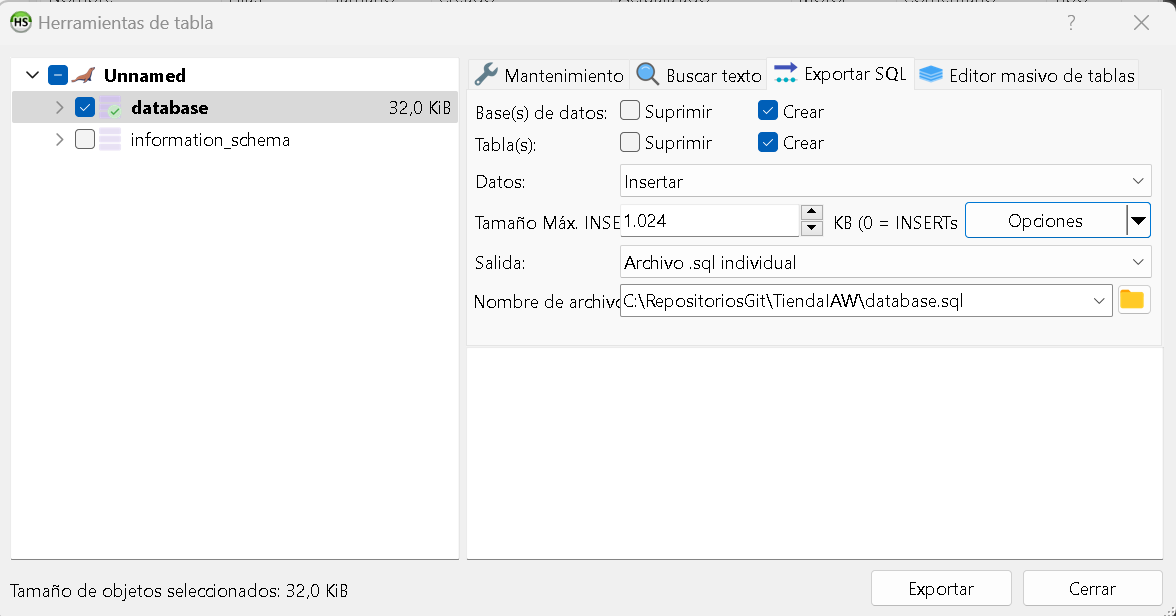 HS Herramientas de tabla ?
Unnamed
database 32,0 KiB
information_schema
Mantenimiento Buscar texto Exportar SQL Editor masivo de tablas
Base(s) de datos: Suprimir Crear
Tabla(s): Suprimir Crear
Datos: Insertar
Tamaño Máx. INSE 1.024 KB (0 = INSERTs Opciones
Salida: Archivo .sql individual
Nombre de archivo C:\RepositoriosGit\TiendaIAW\database.sql
Tamaño de objetos seleccionados: 32,0 KiB Exportar Cerrar